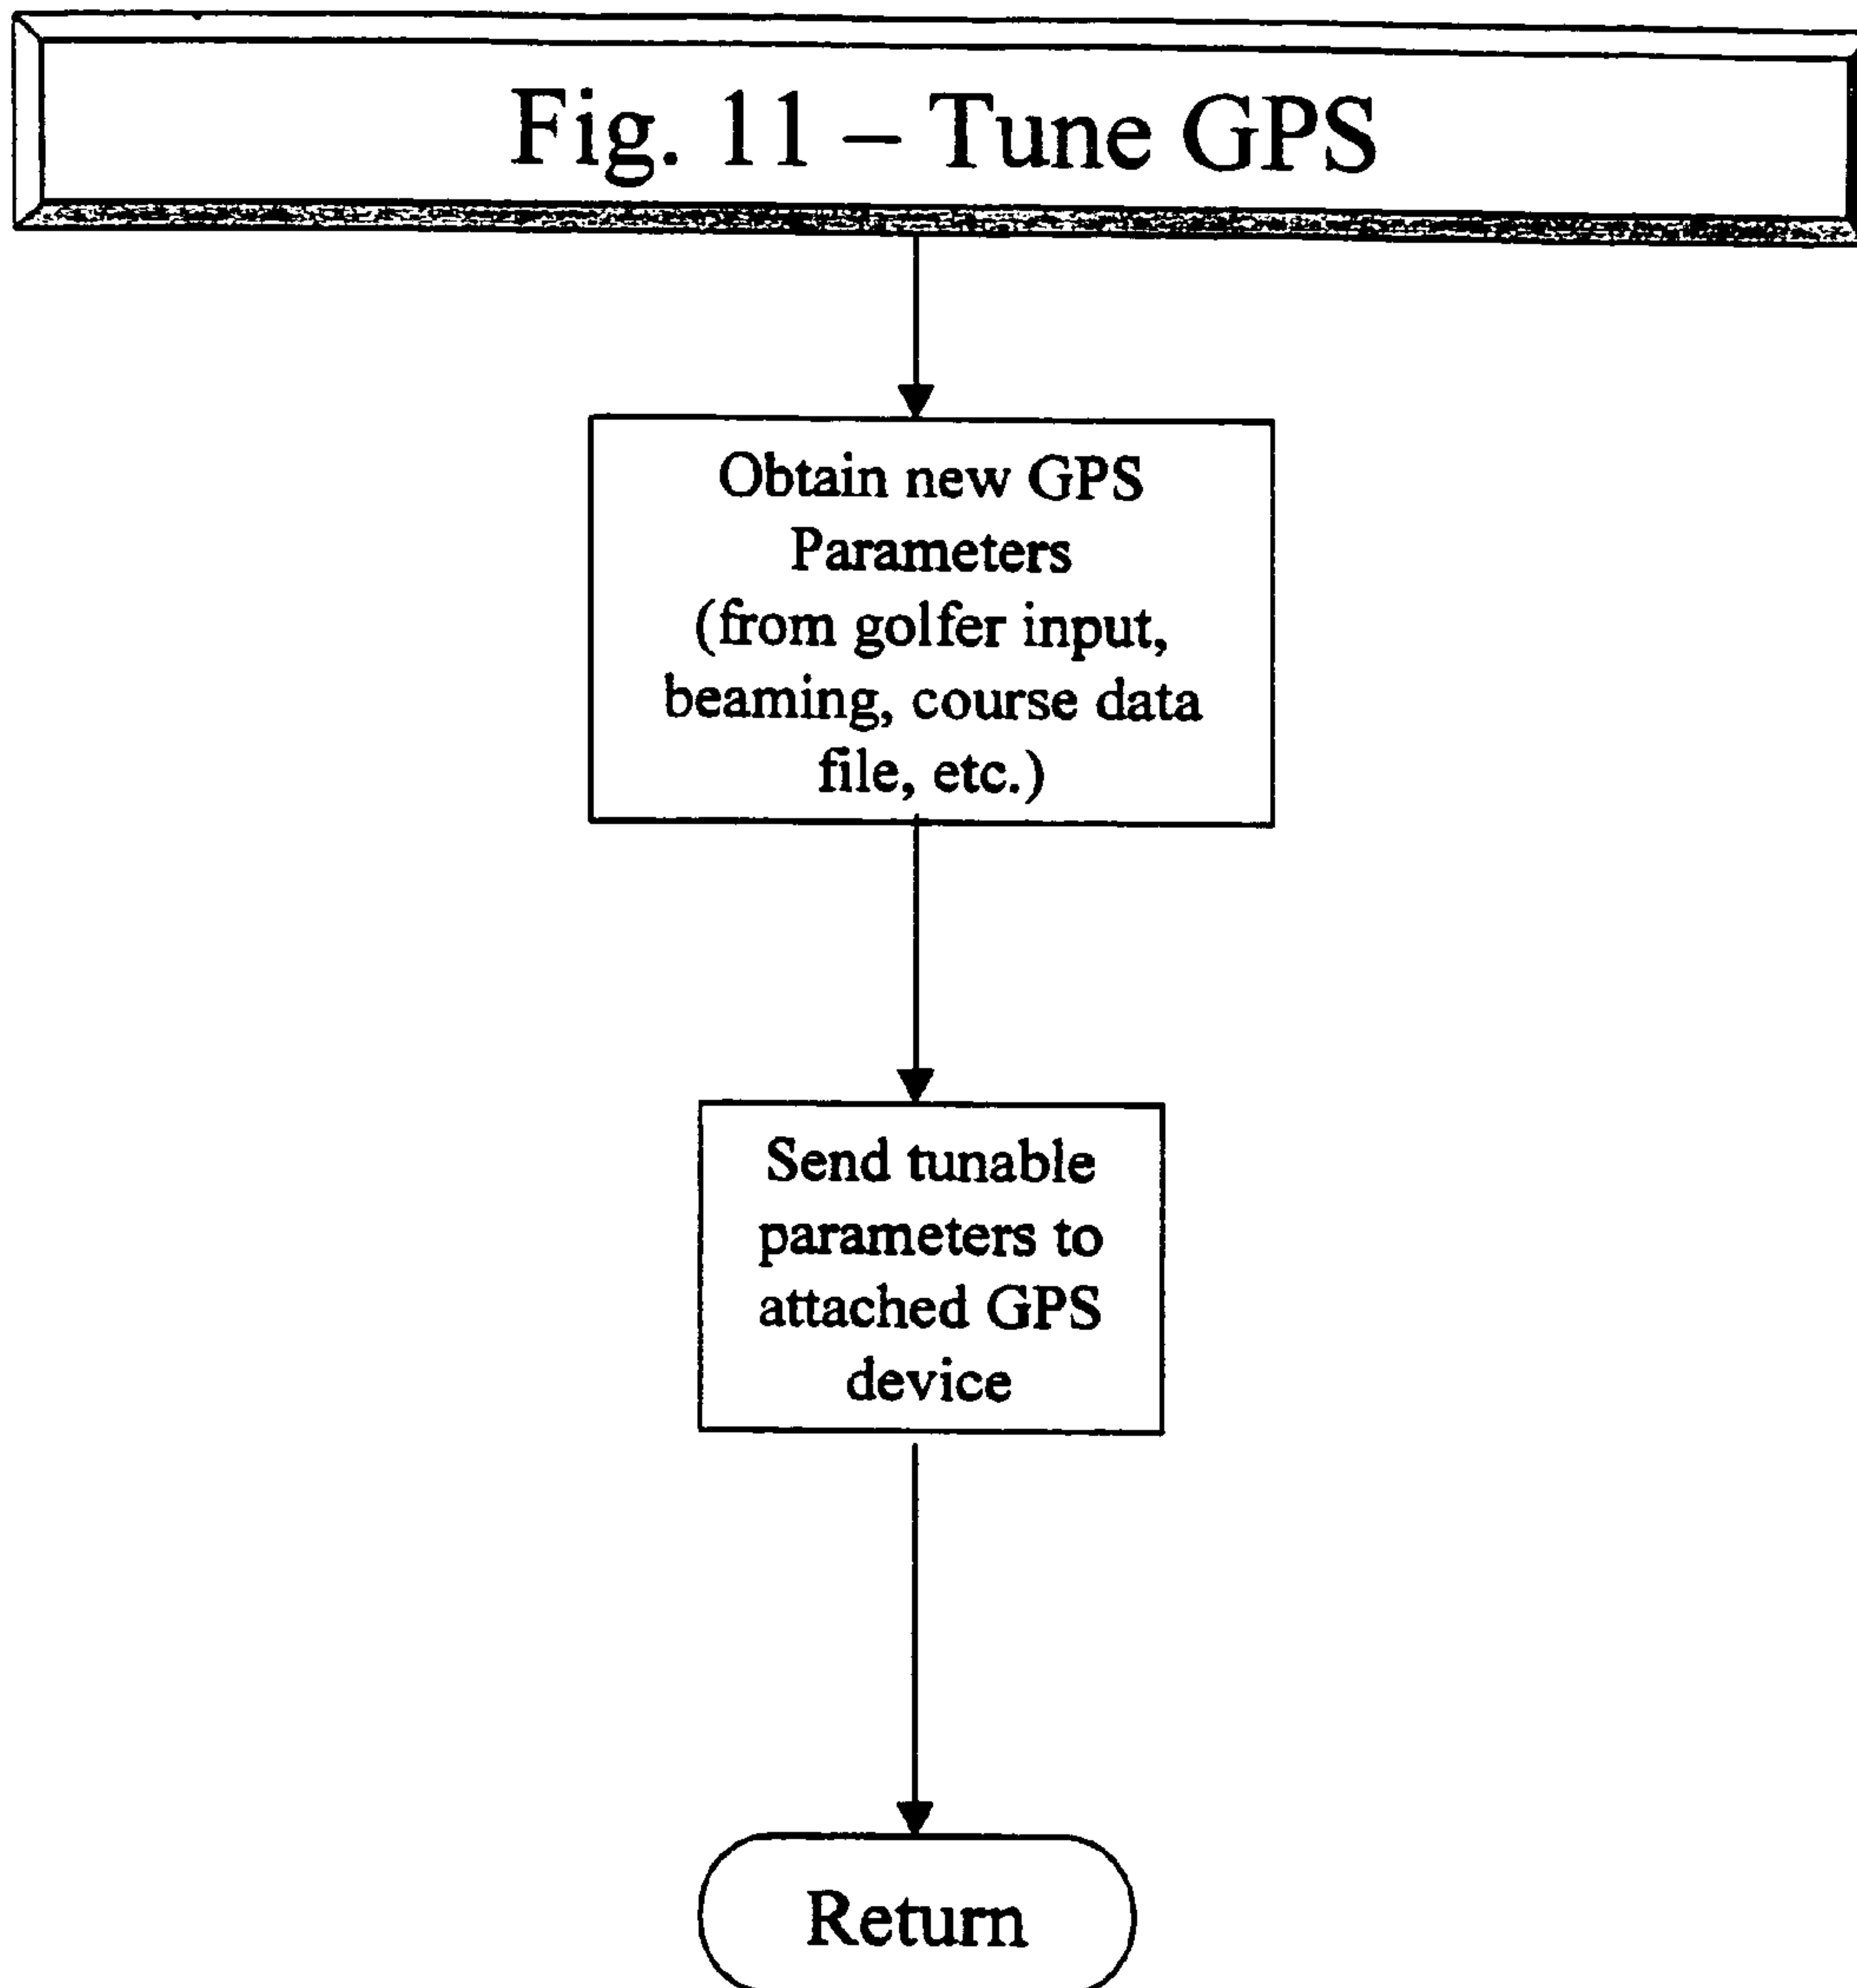 Fig. 11 – Tune GPS
Obtain new GPS
Parameters
(from golfer input,
beaming, course data
file, etc.)
Send tunable
parameters to
attached GPS
device
Return